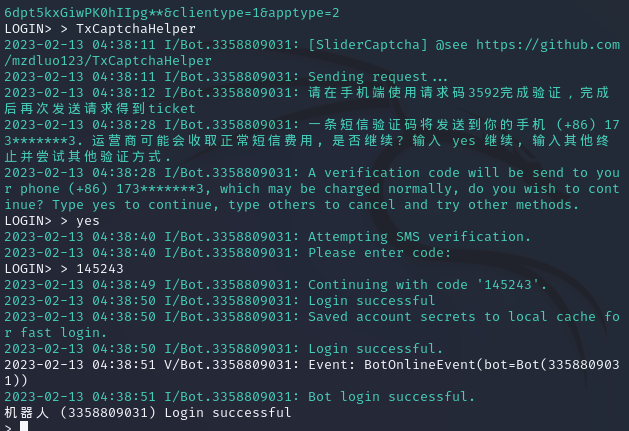 6dpt5kxGiwPK0hIIpg**&clientype=1&apptype=2
LOGIN> > TxCaptchaHelper
2023-02-13 04:38:11 I/Bot.3358809031: [SliderCaptcha] @see https://github.com
/mzdluo123/TxCaptchaHelper
2023-02-13 04:38:11 I/Bot.3358809031: Sending request...
2023-02-13 04:38:12 I/Bot.3358809031: 请在手机端使用请求码3592完成验证，完成
后再次发送请求得到ticket
2023-02-13 04:38:28 I/Bot.3358809031: 一条短信验证码将发送到你的手机 (+86) 17
3*******3. 运营商可能会收取正常短信费用, 是否继续? 输入 yes 继续, 输入其他终
止并尝试其他验证方式.
2023-02-13 04:38:28 I/Bot.3358809031: A verification code will be send to you
r phone (+86) 173*******3, which may be charged normally, do you wish to cont
inue? Type yes to continue, type others to cancel and try other methods.
LOGIN> > yes
2023-02-13 04:38:40 I/Bot.3358809031: Attempting SMS verification.
2023-02-13 04:38:40 I/Bot.3358809031: Please enter code:
LOGIN> > 145243
2023-02-13 04:38:49 I/Bot.3358809031: Continuing with code '145243'.
2023-02-13 04:38:50 I/Bot.3358809031: Login successful
2023-02-13 04:38:50 I/Bot.3358809031: Saved account secrets to local cache fo
r fast login.
2023-02-13 04:38:50 I/Bot.3358809031: Login successful.
2023-02-13 04:38:51 V/Bot.3358809031: Event: BotOnlineEvent(bot=Bot(335880903
1))
2023-02-13 04:38:51 I/Bot.3358809031: Bot login successful.
机器人 (3358809031) Login successful
>